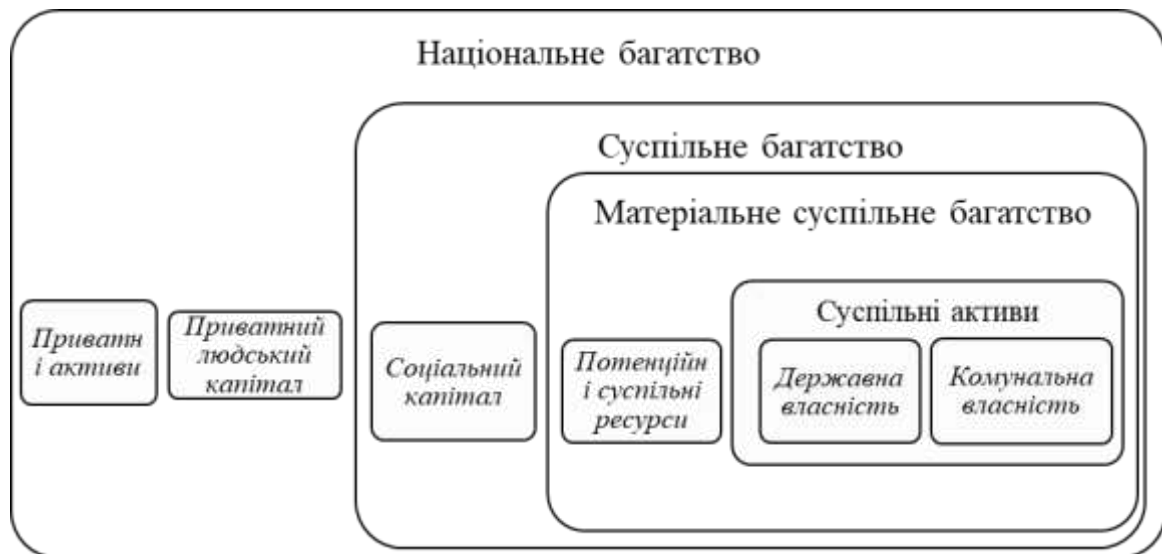 Національне багатство
Суспільне багатство
Матеріальне суспільне багатство
Суспільні активи
Приватн
і активи
Приватний
людський
капітал
Соціальний
капітал
Потенційн
і суспільні
ресурси
Державна
власність
Комунальна
власність